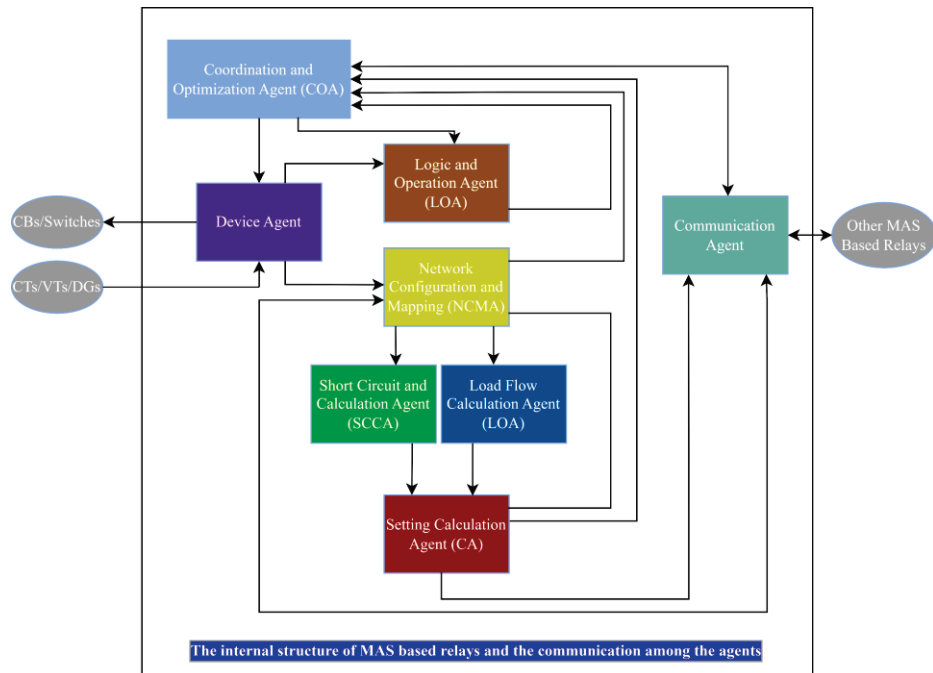 Coordination and
Optimization Agent (COA)
Logic and
Operation Agent
(LOA)
CBs/Switches
Device Agent
Communication
Agent
Other MAS
Based Relays
CTs/VTs/DGs
Network
Configuration and
Mapping (NCMA)
Short Circuit and
Calculation Agent
(SCCA)
Load Flow
Calculation Agent
(LOA)
Setting Calculation
Agent (CA)
The internal structure of MAS based relays and the communication among the agents